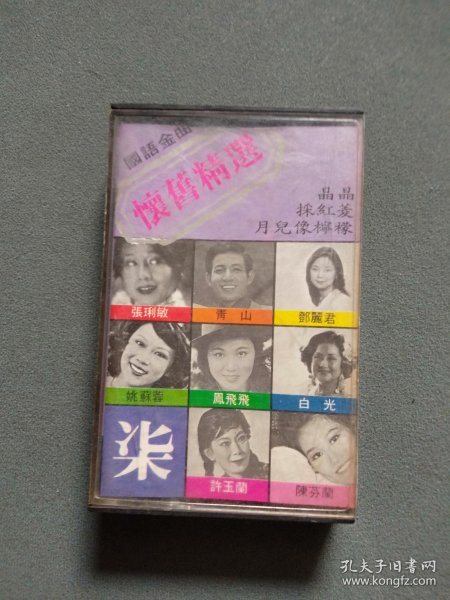 國語金曲
懷舊精選
晶晶
採紅菱
月兒像檸檬
張琍敏
青山
鄧麗君
姚蘇蓉
鳳飛飛
白光
柒
許玉蘭
陳芬蘭
孔夫子旧书网
www.kongfz.com